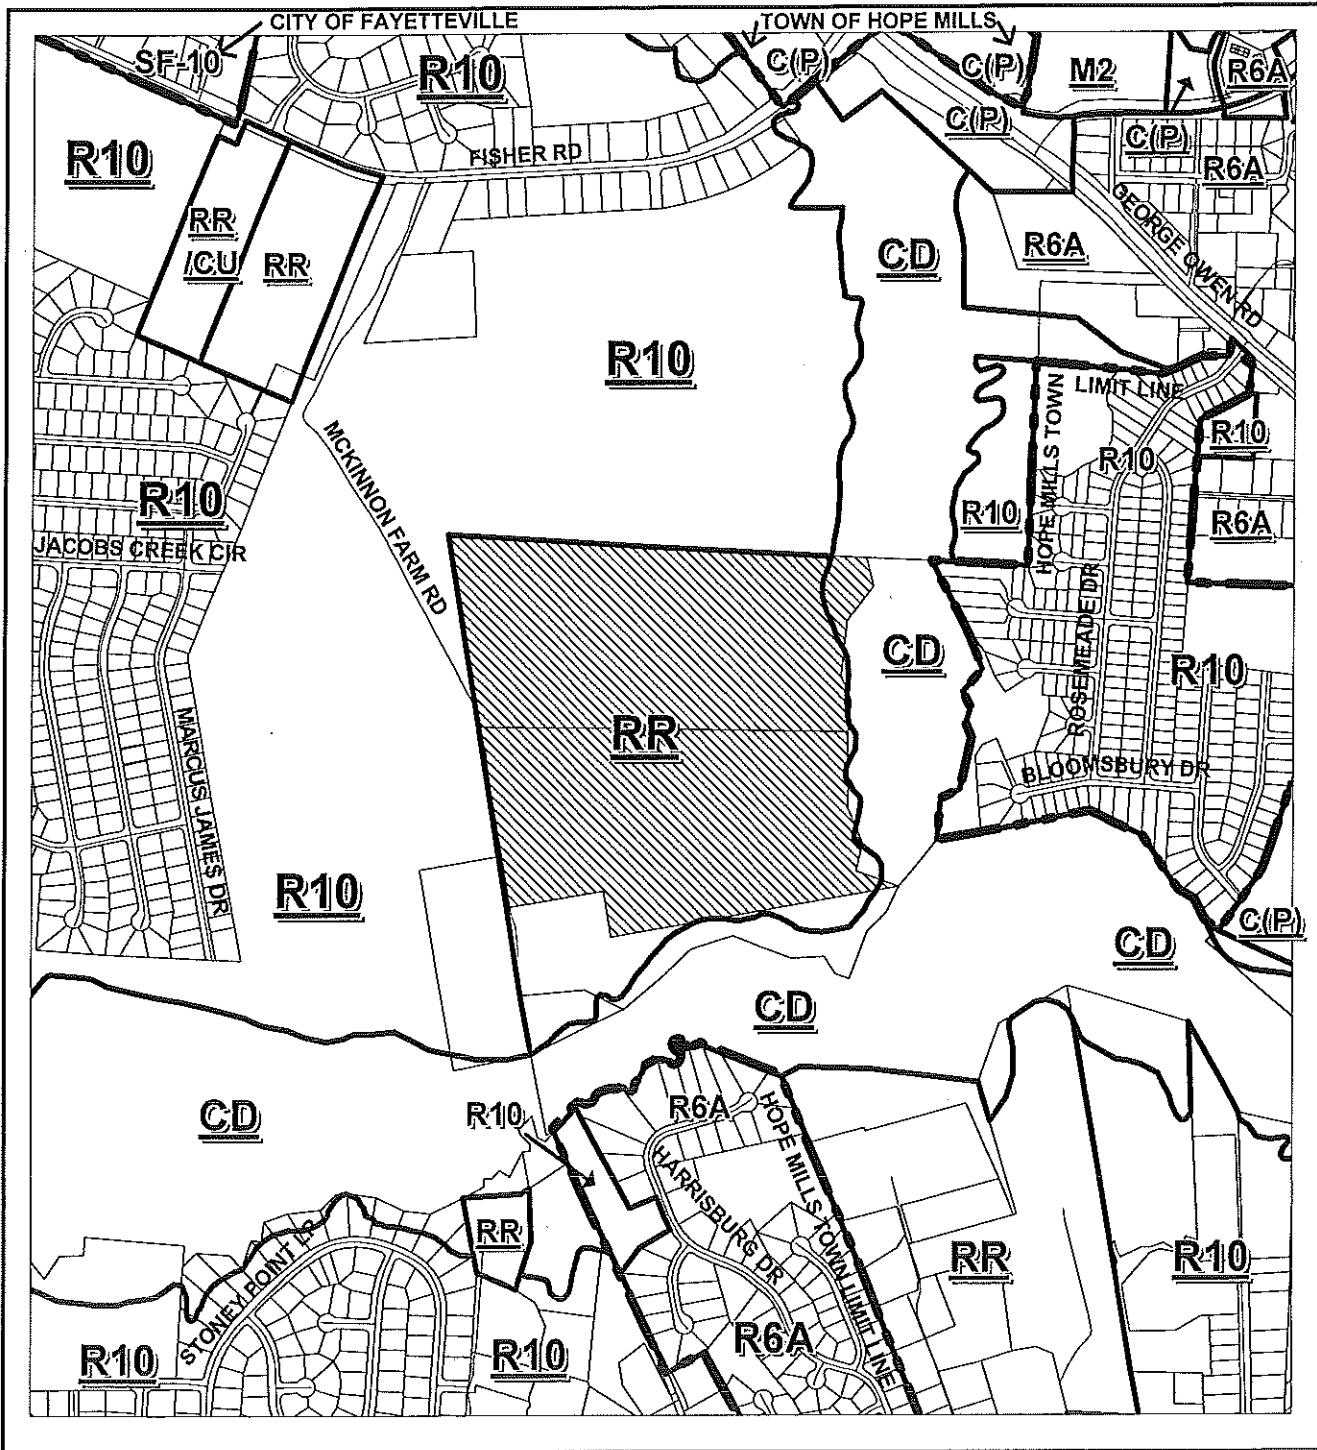 CITY OF FAYETTEVILLE
TOWN OF HOPE MILLS
SF-10
R10
C(P)
C(P)
M2
R6A
R10
FISHER RD
C(P)
C(P)
R6A
RR
/CU
RR
CD
R6A
GEORGE OWEN RD
R10
LIMIT LINE
HOPE MILLS TOWN
MCKINNON FARM RD
R10
R10
R10
R10
R6A
JACOBS CREEK CIR
ROSEMEADE DR
CD
R10
RR
MARCUS JAMES DR
BLOOMSBURY DR
R10
C(P)
CD
CD
CD
R10
R6A
HOPE MILLS TOWN LIMIT LINE
HARRISBURG DR
STONEY POINT LP
RR
RR
R10
R10
R10
R6A